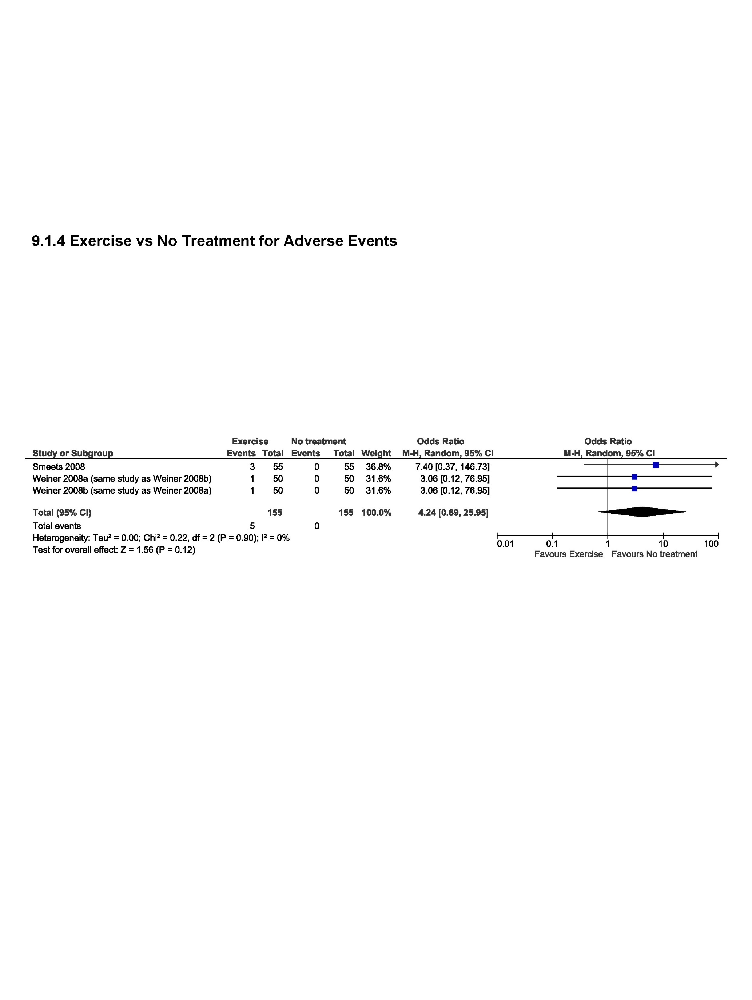 9.1.4 Exercise vs No Treatment for Adverse Events
Exercise No treatment Odds Ratio Odds Ratio
Study or Subgroup Events Total Events Total Weight M-H, Random, 95% CI M-H, Random, 95% CI
Smeets 2008 3 55 0 55 36.8% 7.40 [0.37, 146.73]
Weiner 2008a (same study as Weiner 2008b) 1 50 0 50 31.6% 3.06 [0.12, 76.95]
Weiner 2008b (same study as Weiner 2008a) 1 50 0 50 31.6% 3.06 [0.12, 76.95]
Total (95% CI) 155 155 100.0% 4.24 [0.69, 25.95]
Total events 5 0
Heterogeneity: Tau² = 0.00; Chi² = 0.22, df = 2 (P = 0.90); I² = 0%
Test for overall effect: Z = 1.56 (P = 0.12)
0.01 0.1 1 10 100
Favours Exercise Favours No treatment